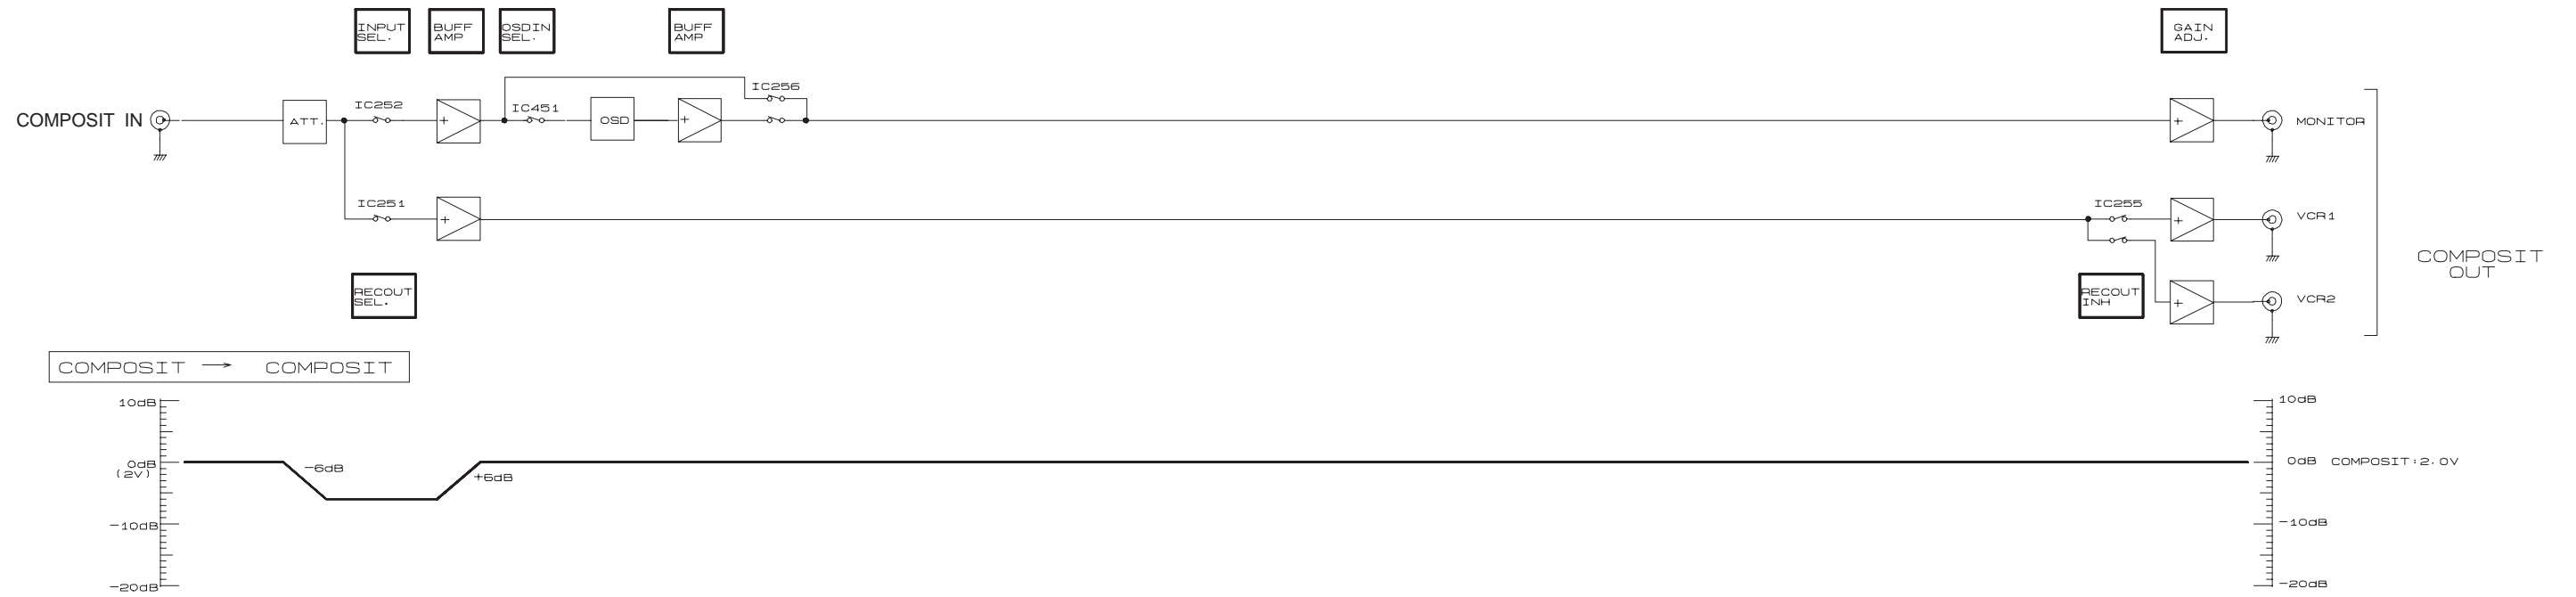 INPUT
SEL.
BUFF
AMP
OSDIN
SEL.
BUFF
AMP
GAIN
ADJ.
IC256
IC252
IC451
COMPOSIT IN
ATT.
OSD
MONITOR
IC251
IC255
VCR1
COMPOSIT
OUT
RECOUT
SEL.
RECOUT
INH
VCR2
COMPOSIT → COMPOSIT
10dB
10dB
0dB
(2V)
-6dB
+6dB
0dB COMPOSIT:2.0V
-10dB
-10dB
-20dB
-20dB